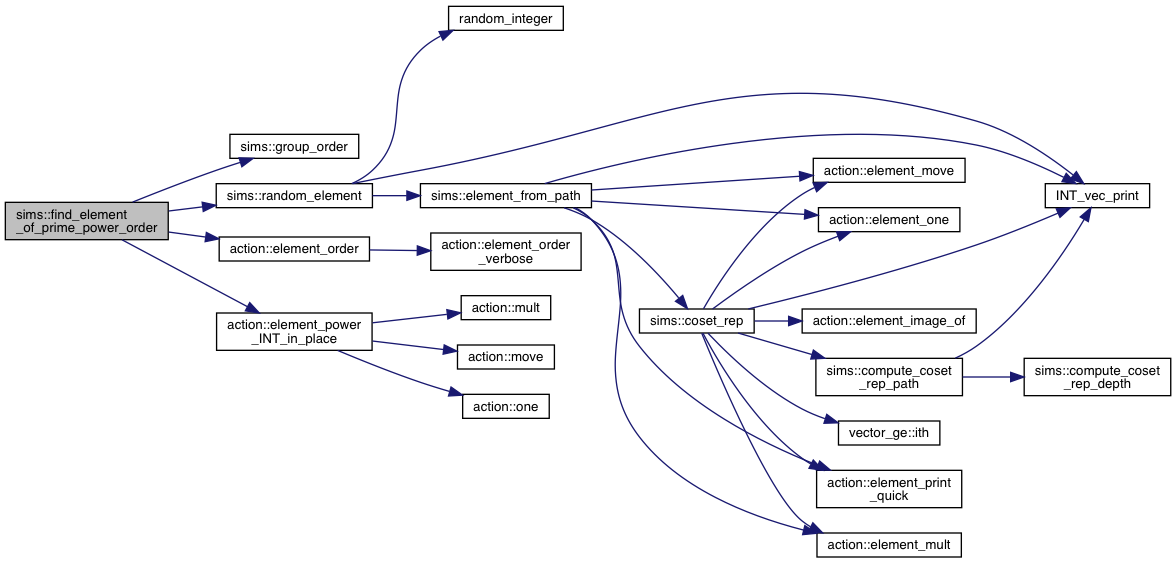 random_integer
sims::group_order
sims::find_element
_of_prime_power_order
sims::random_element
sims::element_from_path
action::element_order
action::element_order
_verbose
action::element_power
_INT_in_place
action::mult
action::move
action::one
sims::coset_rep
action::element_move
action::element_one
action::element_image_of
sims::compute_coset
_rep_path
vector_ge::ith
action::element_print
_quick
action::element_mult
INT_vec_print
sims::compute_coset
_rep_depth